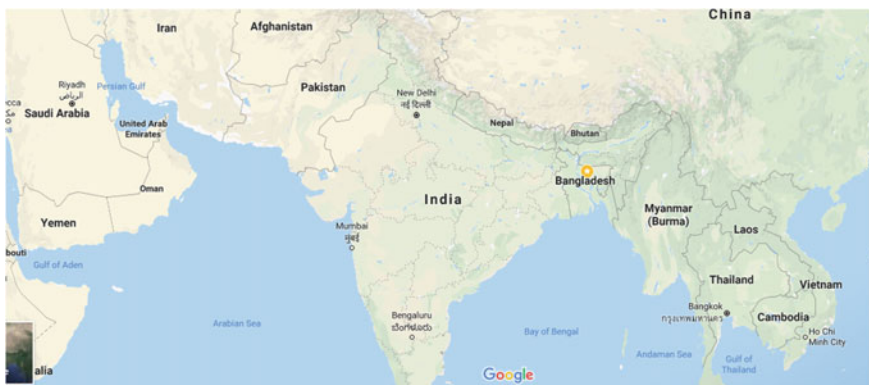 China
Iran
Afghanistan
Pakistan
Riyadh
الرياض
Persian Gulf
Saudi Arabia
United Arab
Emirates
New Delhi
नई दिल्ली
Nepal
Bhutan
Bangladesh
Oman
India
Myanmar
(Burma)
Yemen
Mumbai
मुंबई
Laos
Gulf of Aden
Thailand
Vietnam
Bangkok
กรุงเทพมหานคร
Cambodia
Ho Chi
Minh City
Bengaluru
ಬೆಂಗಳೂರು
Arabian Sea
Bay of Bengal
Andaman Sea
Gulf of
Thailand
Google